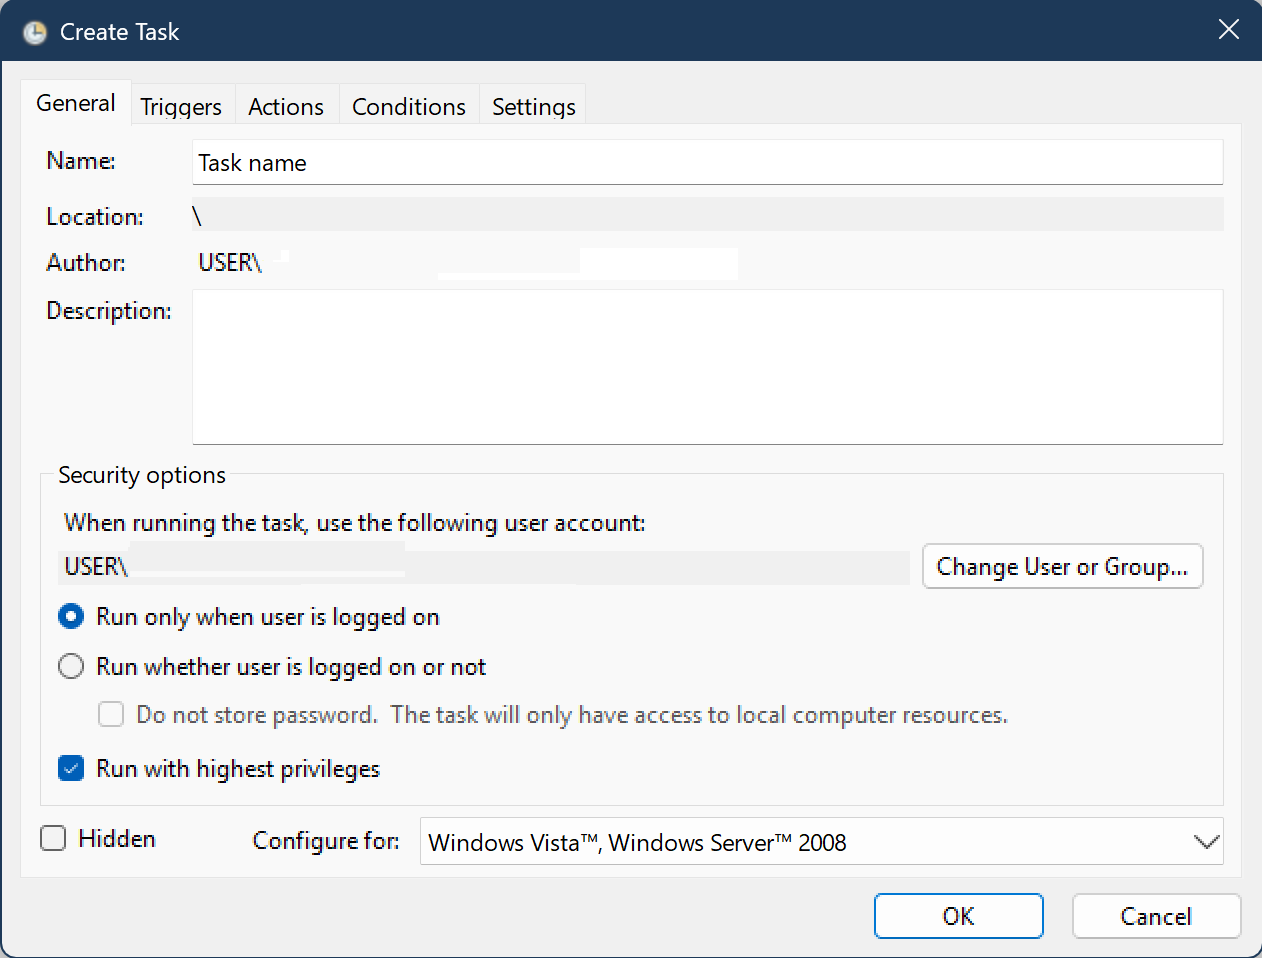 Create Task
General Triggers Actions Conditions Settings
Name: Task name
Location: \
Author: USER\
Description:
Security options
When running the task, use the following user account:
USER\ Change User or Group...
Run only when user is logged on
Run whether user is logged on or not
Do not store password.  The task will only have access to local computer resources.
Run with highest privileges
Hidden Configure for: Windows Vista™, Windows Server™ 2008
OK Cancel